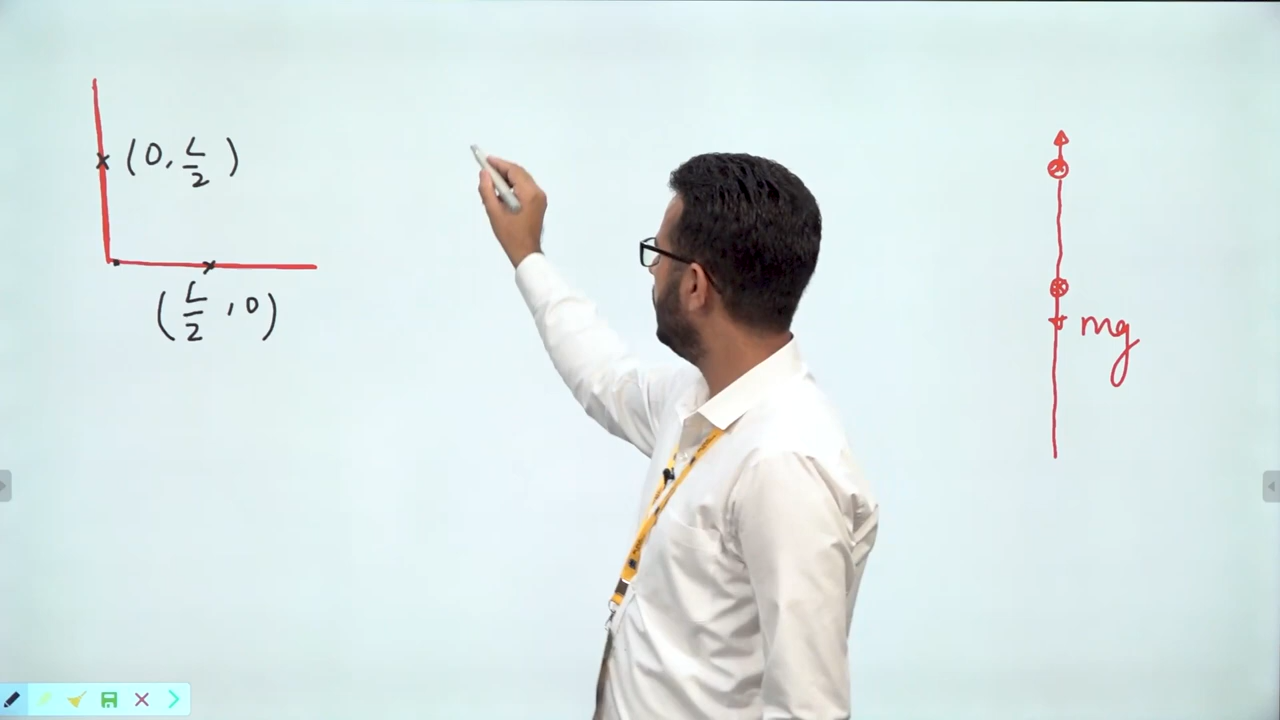 (0, L/2)
(L/2, 0)
mg